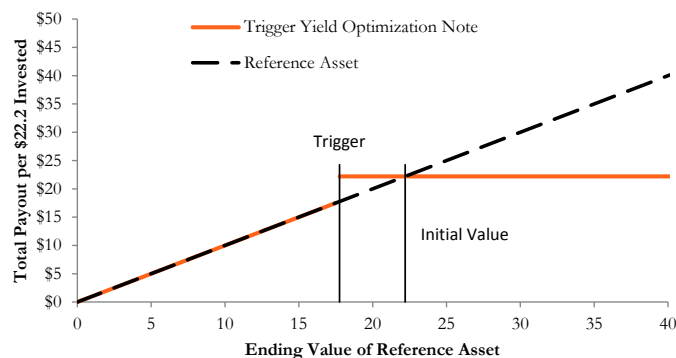 Total Payout per $22.2 Invested
$50
$45
$40
$35
$30
$25
$20
$15
$10
$5
$0
Trigger Yield Optimization Note
Reference Asset
Trigger
Initial Value
0 5 10 15 20 25 30 35 40
Ending Value of Reference Asset